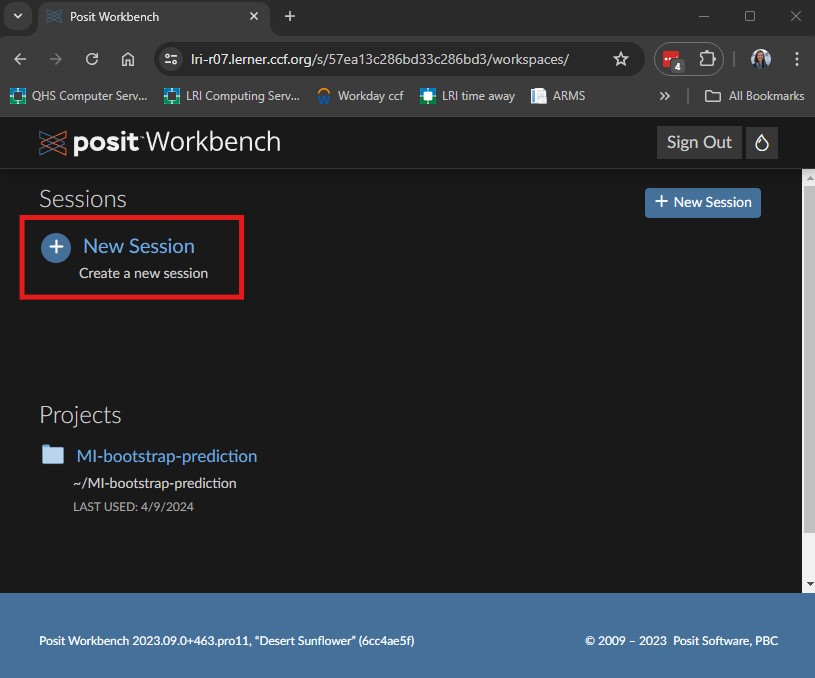 Posit Workbench
lri-r07.lerner.ccf.org/s/57ea13c286bd33c286bd3/workspaces/
4
QHS Computer Serv... LRI Computing Serv... Workday ccf LRI time away ARMS » All Bookmarks
posit™Workbench Sign Out
Sessions
+ New Session
New Session
Create a new session
Projects
MI-bootstrap-prediction
~/MI-bootstrap-prediction
LAST USED: 4/9/2024
Posit Workbench 2023.09.0+463.pro11, “Desert Sunflower” (6cc4ae5f) © 2009 – 2023 Posit Software, PBC